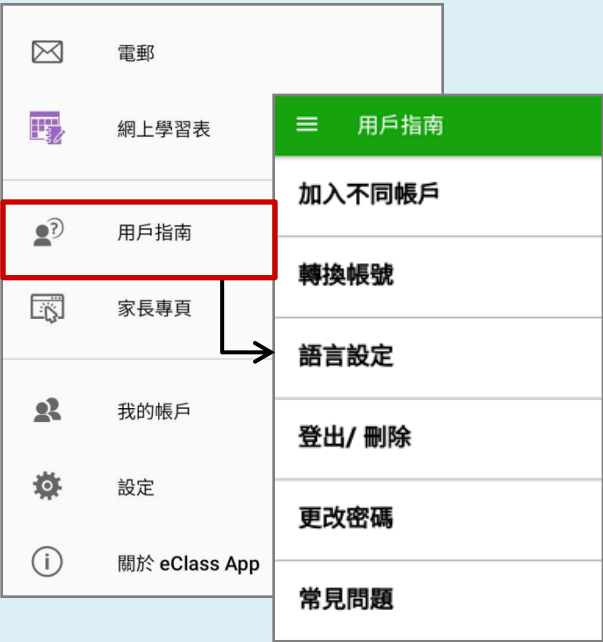 電郵
網上學習表
用戶指南
家長專頁
我的帳戶
設定
關於 eClass App
用戶指南
加入不同帳戶
轉換帳號
語言設定
登出/ 刪除
更改密碼
常見問題